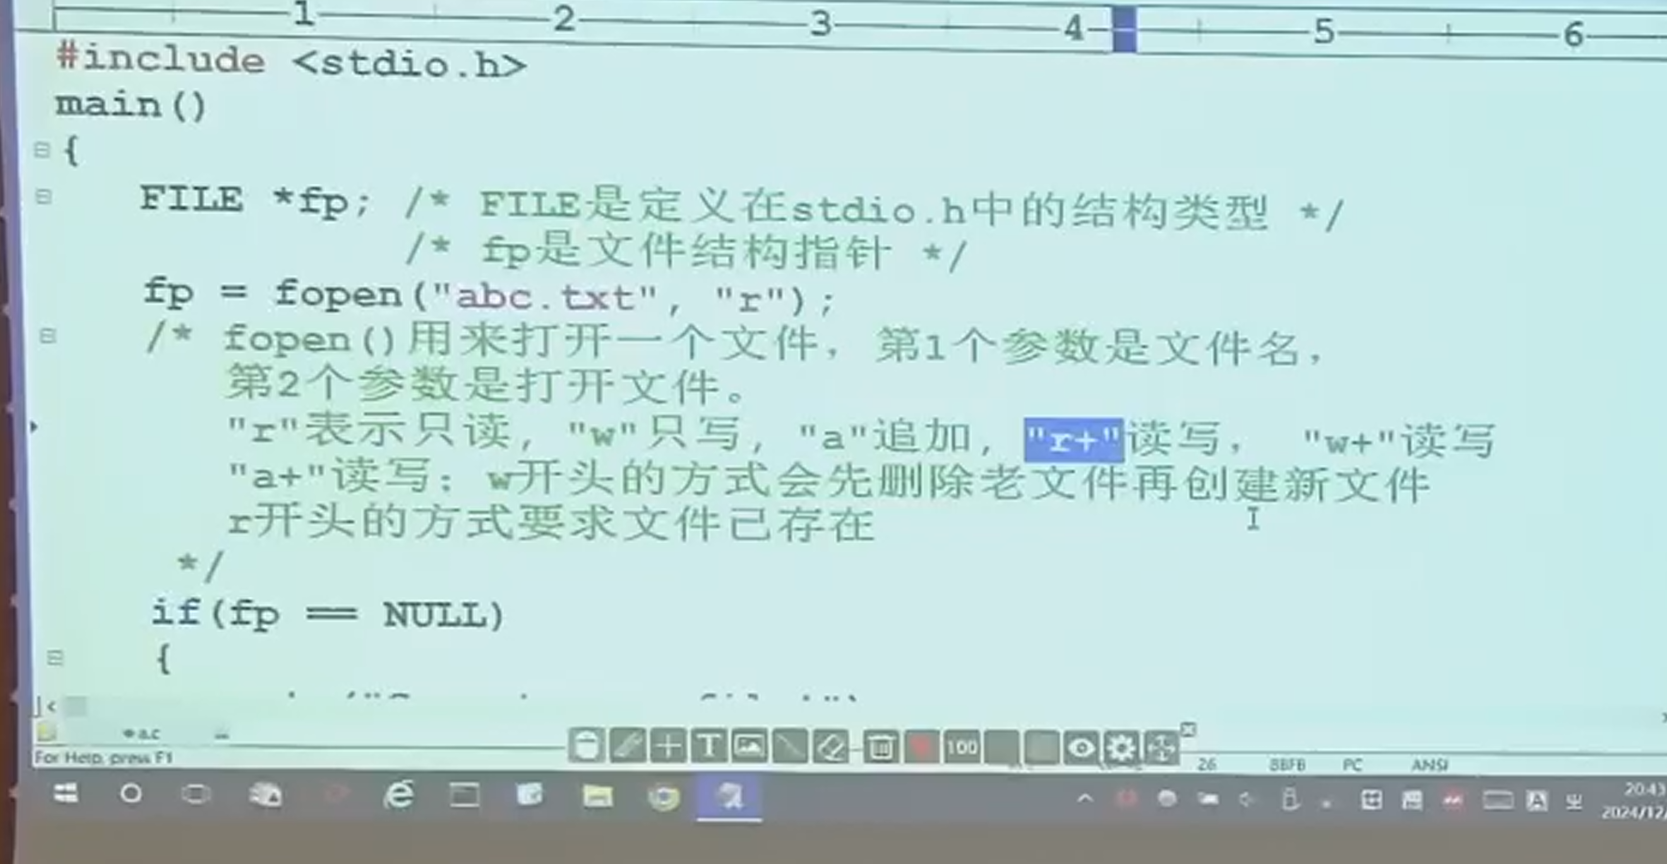 1 2 3 4 5 6
#include <stdio.h>
main()
{
FILE *fp; /* FILE是定义在stdio.h中的结构类型 */
/* fp是文件结构指针 */
fp = fopen("abc.txt", "r");
/* fopen()用来打开一个文件, 第1个参数是文件名,
第2个参数是打开文件。
"r"表示只读, "w"只写, "a"追加, "r+"读写, "w+"读写
"a+"读写; w开头的方式会先删除老文件再创建新文件
r开头的方式要求文件已存在
*/
if(fp == NULL)
{
a.c
T 100
For Help, press F1 26 BBFB PC ANSI
A 20:43
2024/12/